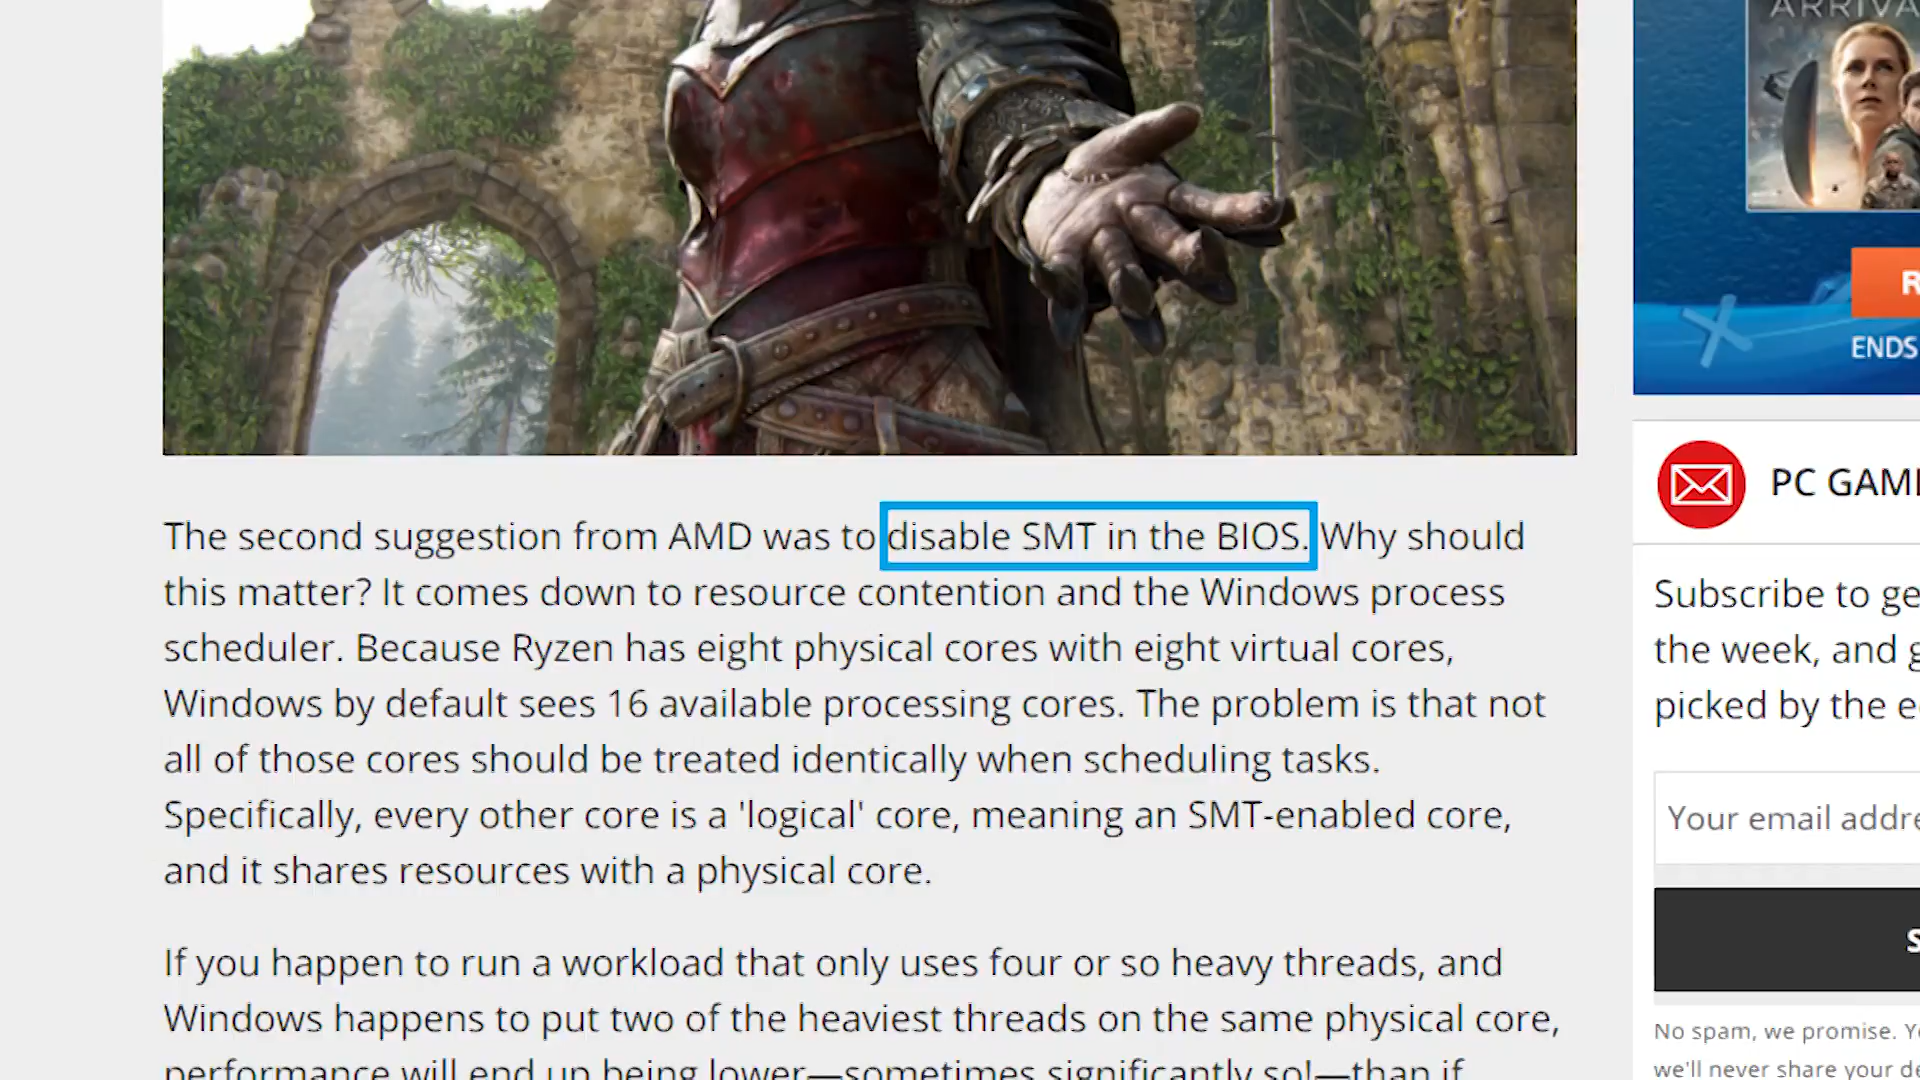 ARRIVA
R
ENDS
The second suggestion from AMD was to disable SMT in the BIOS. Why should
this matter? It comes down to resource contention and the Windows process
scheduler. Because Ryzen has eight physical cores with eight virtual cores,
Windows by default sees 16 available processing cores. The problem is that not
all of those cores should be treated identically when scheduling tasks.
Specifically, every other core is a 'logical' core, meaning an SMT-enabled core,
and it shares resources with a physical core.
If you happen to run a workload that only uses four or so heavy threads, and
Windows happens to put two of the heaviest threads on the same physical core,
performance will end up being lower—sometimes significantly so!—than if
PC GAM
Subscribe to ge
the week, and g
picked by the e
Your email addre
S
No spam, we promise. Y
we'll never share your de